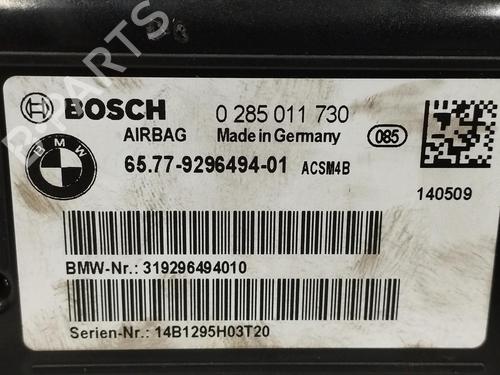 BOSCH 0 285 011 730
AIRBAG Made in Germany 085
BMW 65.77-9296494-01 ACSM4B
140509
BMW-Nr.: 319296494010
Serien-Nr.: 14B1295H03T20